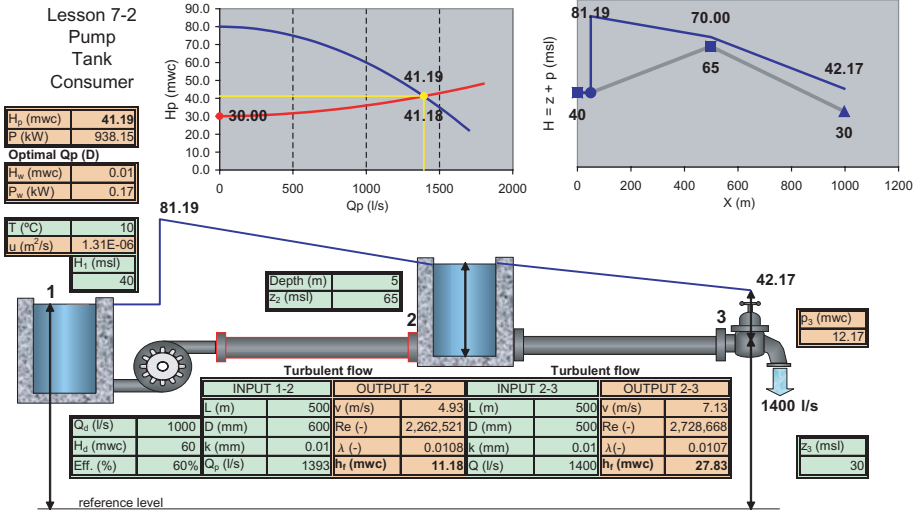 Lesson 7-2
Pump
Tank
Consumer
Hp (mwc) 41.19
P (kW) 938.15
Optimal Qp (D)
Hw (mwc) 0.01
Pw (kW) 0.17
T (ºC) 10
υ (m²/s) 1.31E-06
H1 (msl)
40
90.0
80.0
70.0
60.0
50.0
40.0
30.0
20.0
10.0
0.0
Hp (mwc)
41.19
41.18
30.00
0 500 1000 1500 2000
Qp (l/s)
H = z + p (msl)
81.19
70.00
65
42.17
40
30
0 200 400 600 800 1000 1200
X (m)
81.19
1
Depth (m) 5
z2 (msl) 65
2
3
42.17
p3 (mwc)
12.17
1400 l/s
z3 (msl)
30
Turbulent flow Turbulent flow
INPUT 1-2 OUTPUT 1-2 INPUT 2-3 OUTPUT 2-3
L (m) 500 v (m/s) 4.93 L (m) 500 v (m/s) 7.13
Qd (l/s) 1000 D (mm) 600 Re (-) 2,262,521 D (mm) 500 Re (-) 2,728,668
Hd (mwc) 60 k (mm) 0.01 λ (-) 0.0108 k (mm) 0.01 λ (-) 0.0107
Eff. (%) 60% Qp (l/s) 1393 hf (mwc) 11.18 Q (l/s) 1400 hf (mwc) 27.83
reference level